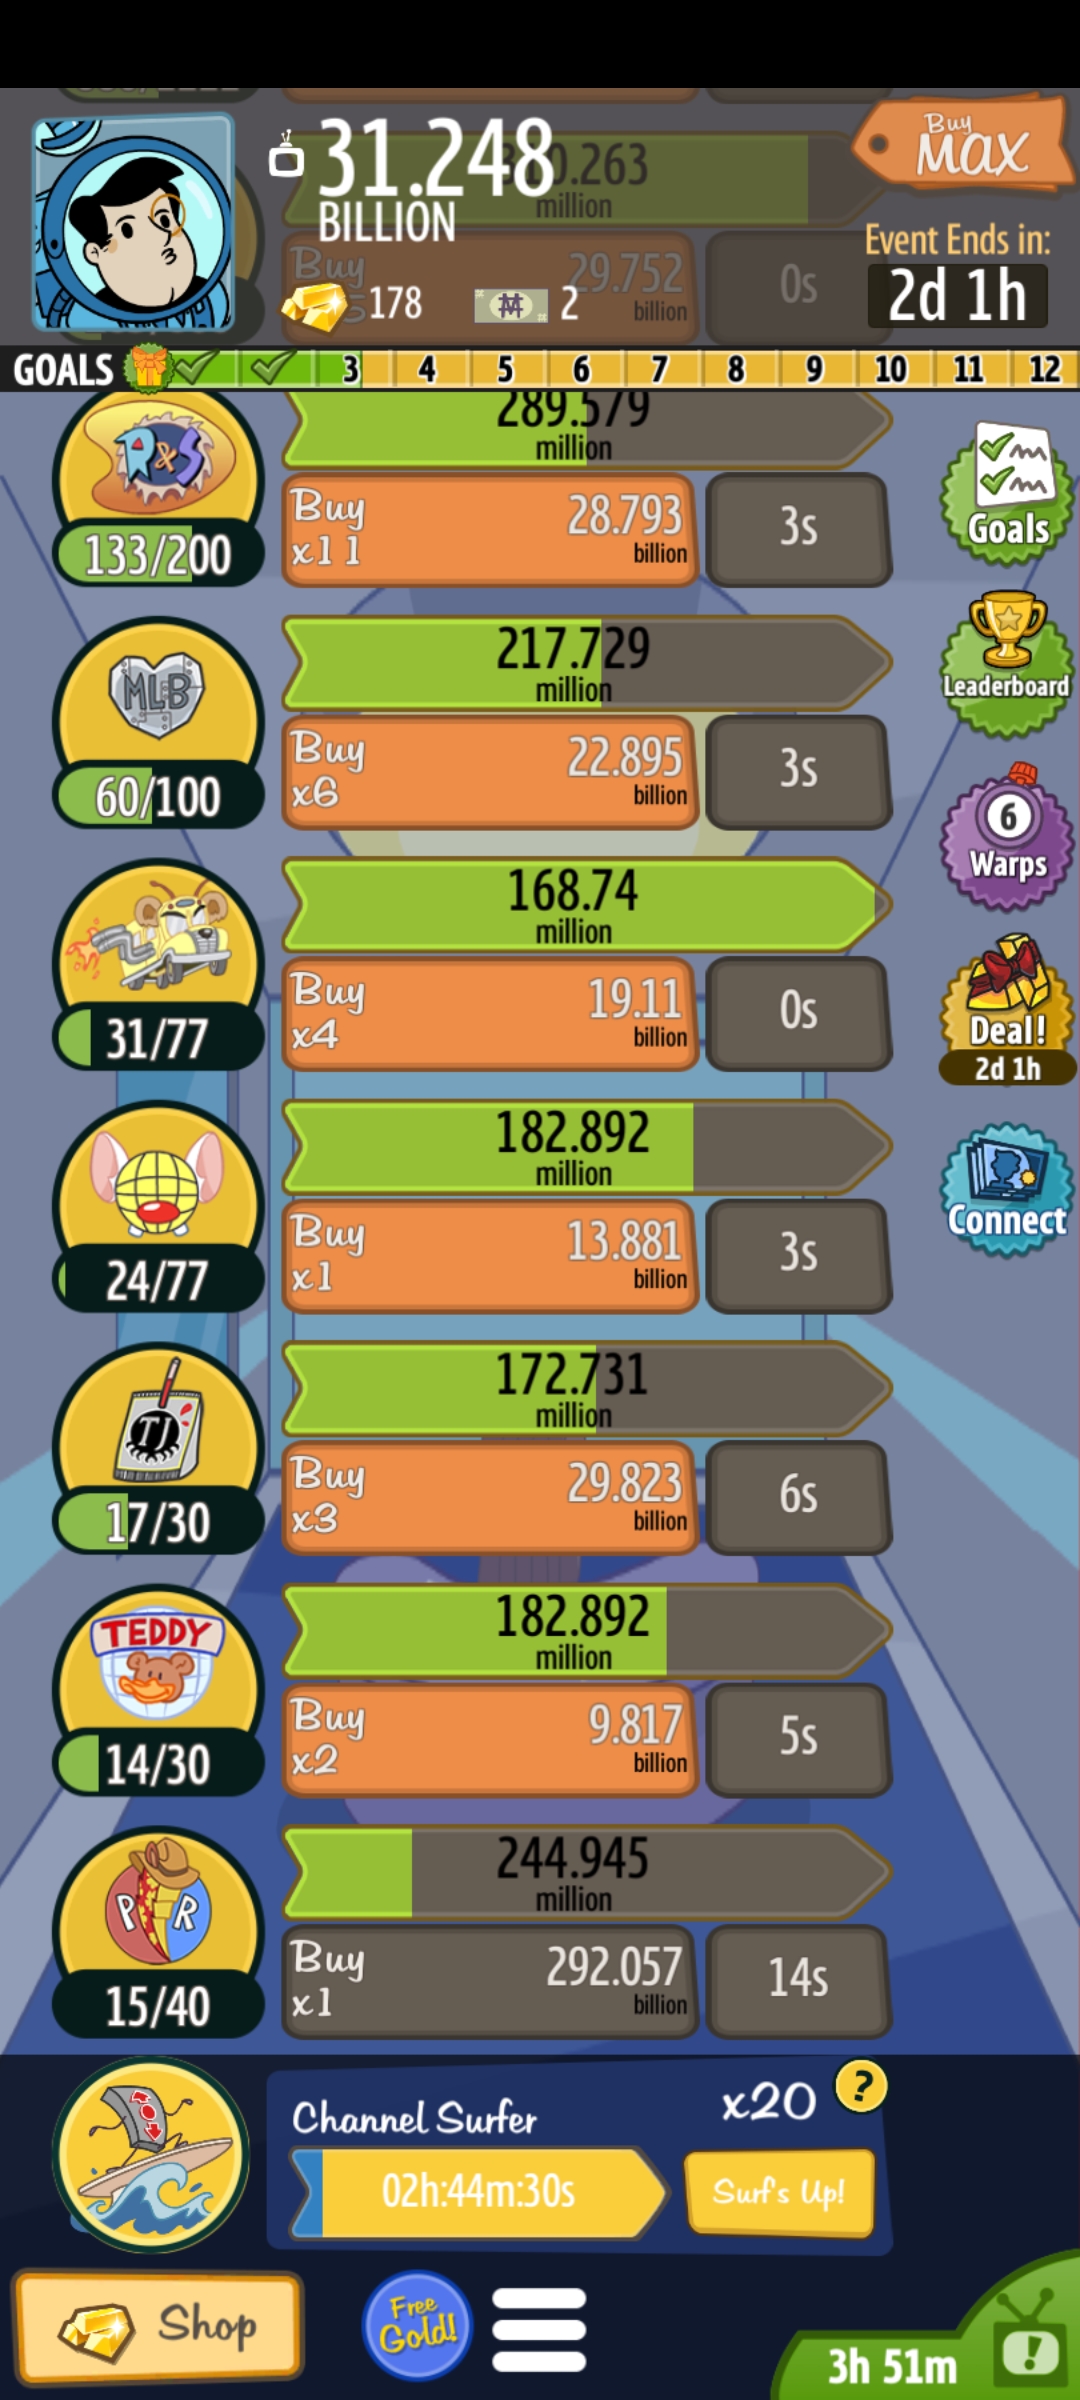 31.248
BILLION
310.263
million
Buy
MAX
Event Ends in:
2d 1h
Buy
29.752
billion
0s
178
2
GOALS 3 4 5 6 7 8 9 10 11 12
R&S
289.579
million
133/200
Buy
x11
28.793
billion
3s
Goals
MLB
217.729
million
60/100
Buy
x6
22.895
billion
3s
Leaderboard
6
Warps
168.74
million
31/77
Buy
x4
19.11
billion
0s
Deal!
2d 1h
182.892
million
24/77
Buy
x1
13.881
billion
3s
Connect
TJ
172.731
million
17/30
Buy
x3
29.823
billion
6s
TEDDY
182.892
million
14/30
Buy
x2
9.817
billion
5s
P R
244.945
million
15/40
Buy
x1
292.057
billion
14s
Channel Surfer
x20
?
02h:44m:30s
Surf's Up!
Shop
Free
Gold!
3h 51m
!